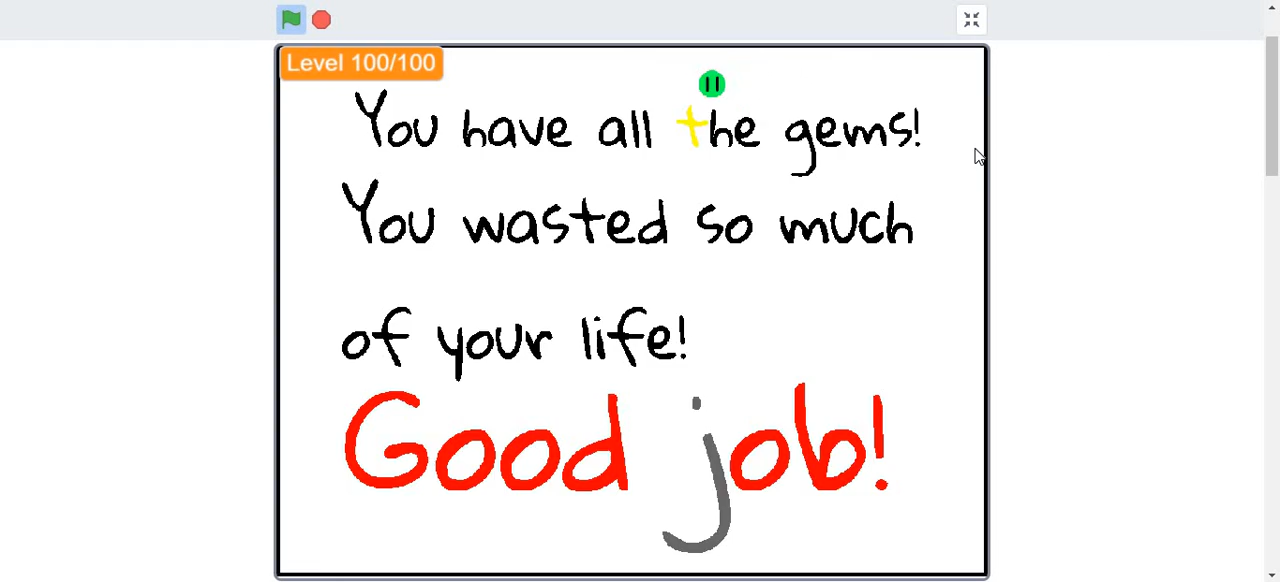 Level 100/100
You have all the gems!
You wasted so much
of your life!
Good job!